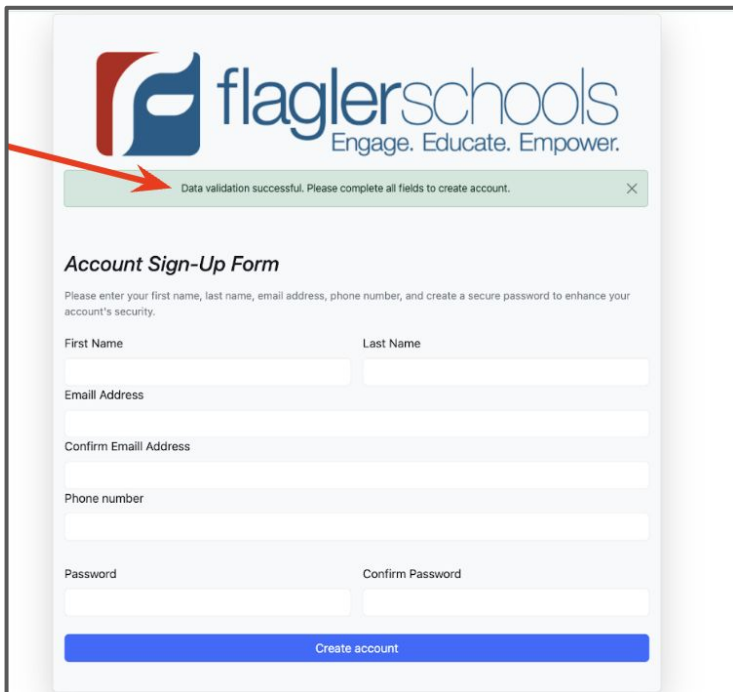 flaglerschools
Engage. Educate. Empower.
Data validation successful. Please complete all fields to create account.
Account Sign-Up Form
Please enter your first name, last name, email address, phone number, and create a secure password to enhance your
account's security.
First Name
Last Name
Emaill Address
Confirm Emaill Address
Phone number
Password
Confirm Password
Create account